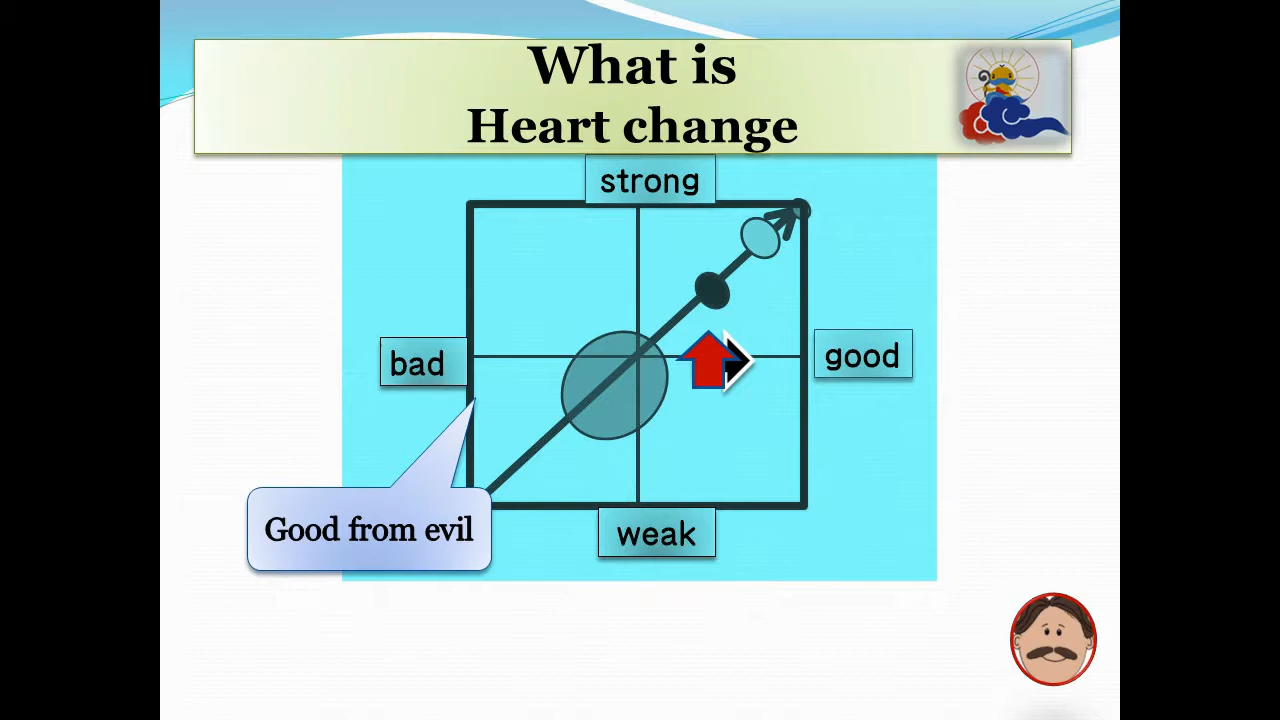 What is
Heart change
strong
bad
good
Good from evil
weak